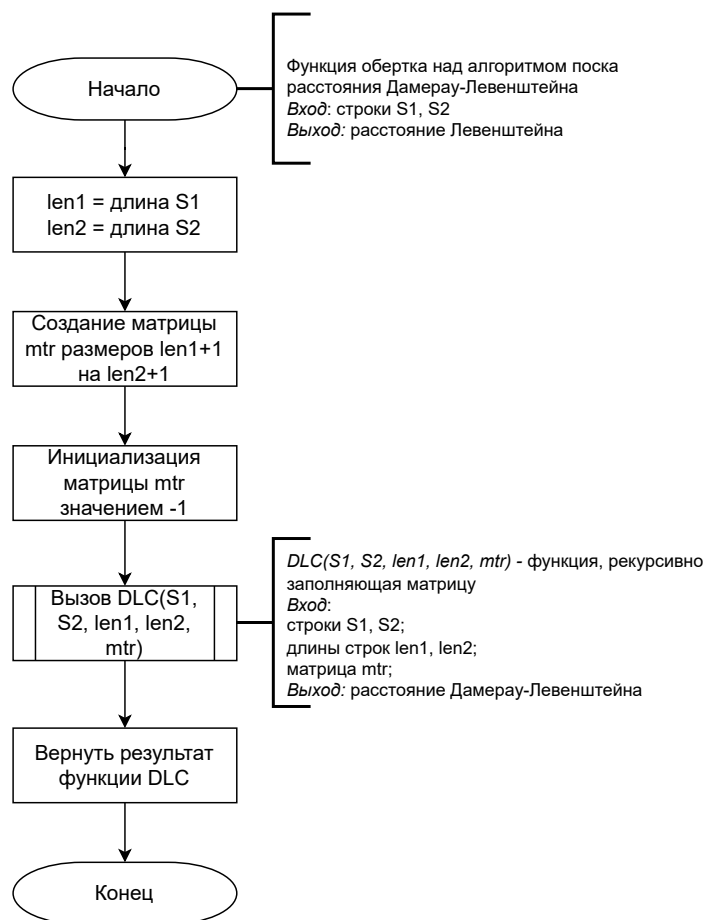 Начало
Функция обертка над алгоритмом поска
расстояния Дамерау-Левенштейна
Вход: строки S1, S2
Выход: расстояние Левенштейна
len1 = длина S1
len2 = длина S2
Создание матрицы
mtr размеров len1+1
на len2+1
Инициализация
матрицы mtr
значением -1
Вызов DLC(S1,
S2, len1, len2,
mtr)
DLC(S1, S2, len1, len2, mtr) - функция, рекурсивно
заполняющая матрицу
Вход:
строки S1, S2;
длины строк len1, len2;
матрица mtr;
Выход: расстояние Дамерау-Левенштейна
Вернуть результат
функции DLC
Конец